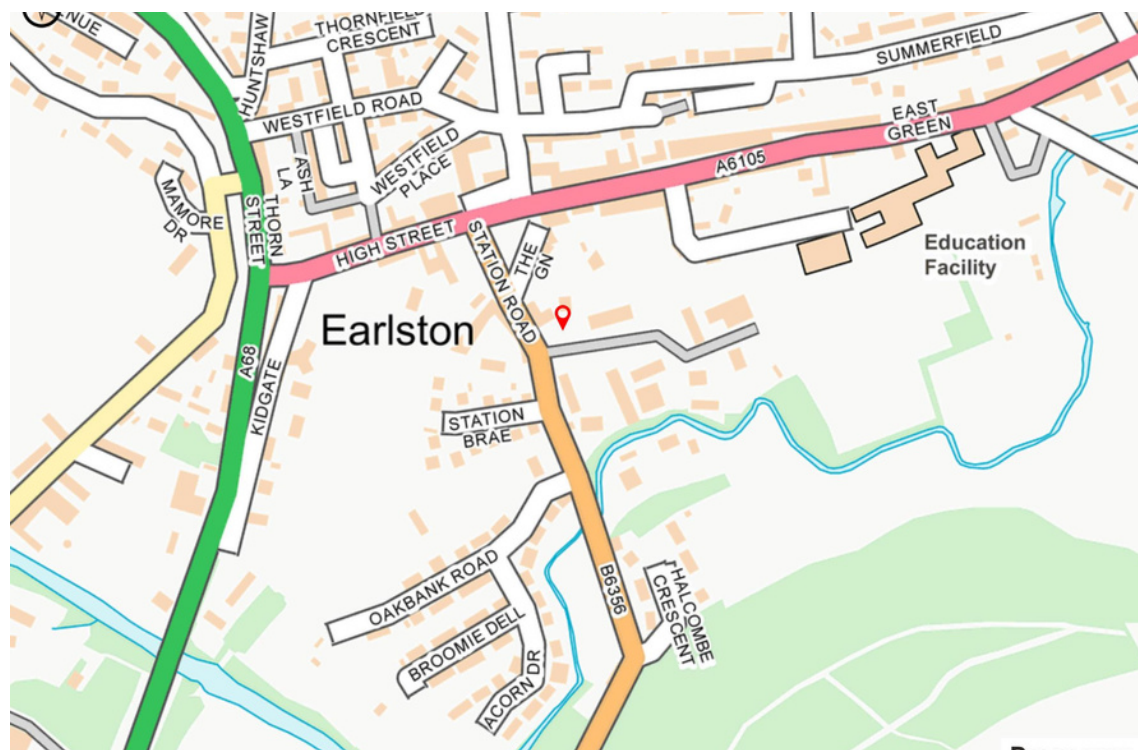 ENUE
HUNTSHAW
THORNFIELD
CRESCENT
SUMMERFIELD
WESTFIELD ROAD
EAST
GREEN
WESTFIELD
PLACE
ASH
LA
A6105
MAMORE
DR
THORN
STREET
HIGH STREET
STATION ROAD
THE
GN
Education
Facility
Earlston
A68
KIDGATE
STATION
BRAE
OAKBANK ROAD
BROOMIE DELL
ACORN DR
B6356
HALCOMBE
CRESCENT